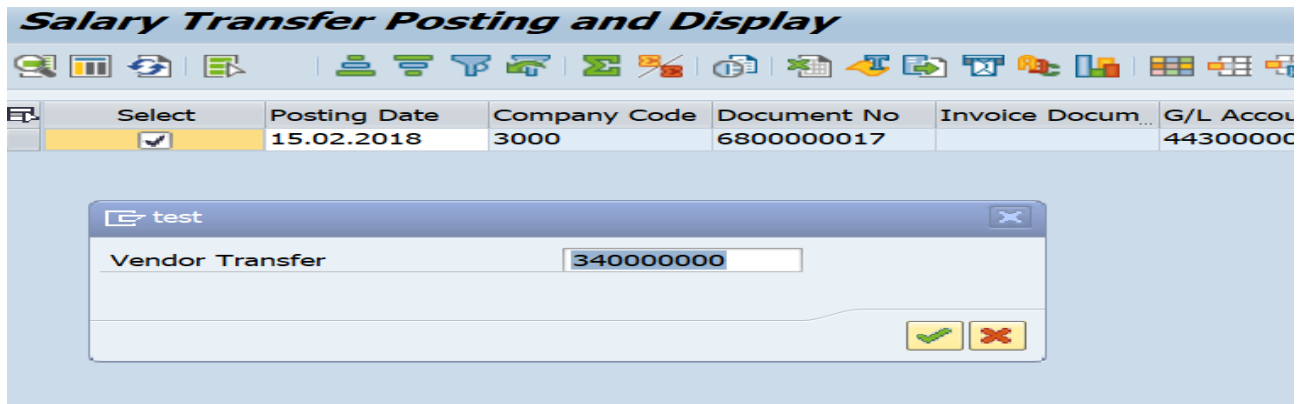 Salary Transfer Posting and Display
Select Posting Date Company Code Document No Invoice Docum... G/L Accou
15.02.2018 3000 6800000017 44300000
test
Vendor Transfer 340000000